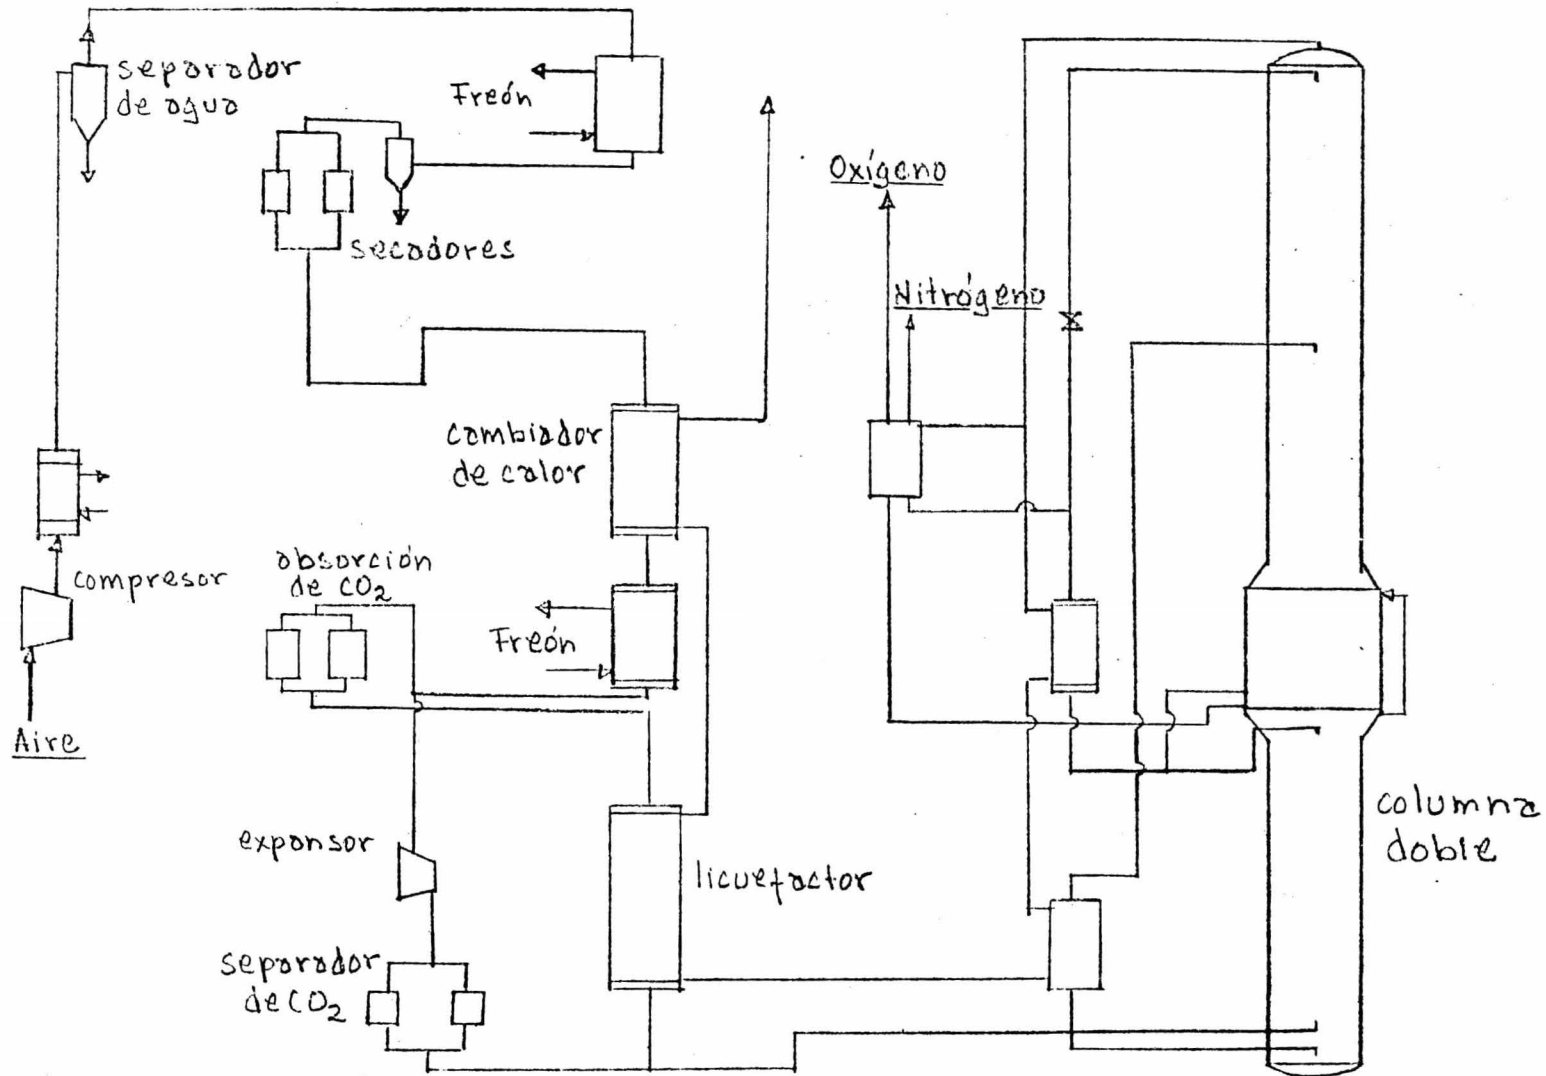 separador
de agua
Freón
secadores
Oxígeno
Nitrógeno
cambiador
de calor
compresor
absorción
de CO2
Freón
Aire
expansor
licuefactor
columna
doble
separador
de CO2